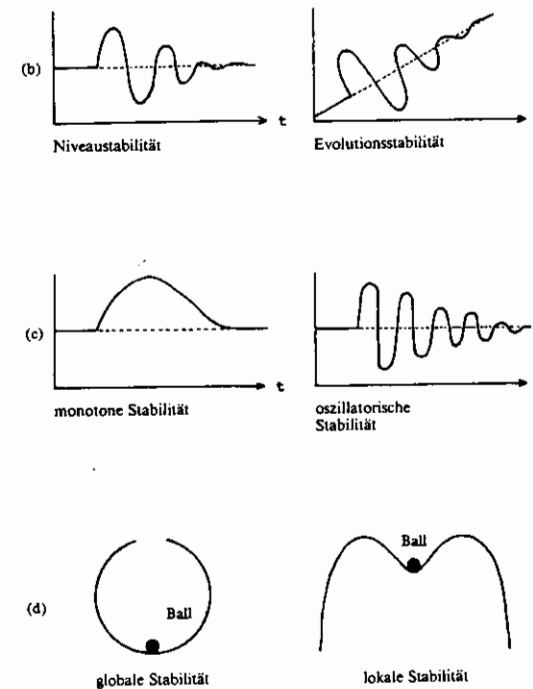 (b)
t
Niveaustabilität
Evolutionsstabilität
(c)
t
monotone Stabilität
oszillatorische
Stabilität
(d)
Ball
Ball
globale Stabilität
lokale Stabilität